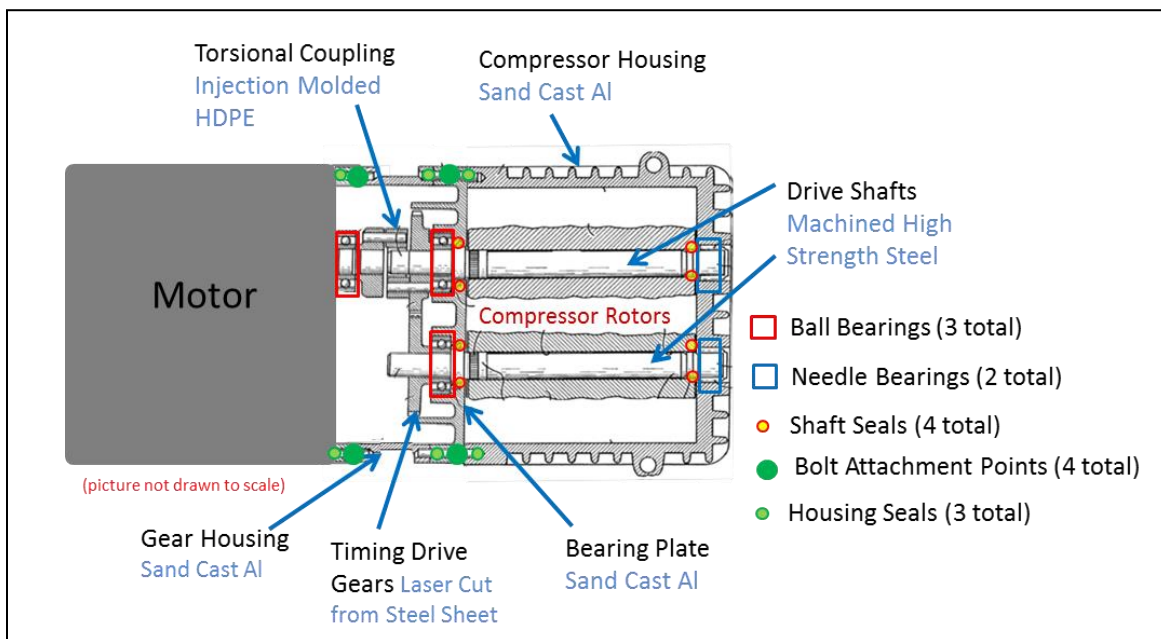 Torsional Coupling
Injection Molded
HDPE
Compressor Housing
Sand Cast Al
Drive Shafts
Machined High
Strength Steel
Motor
Compressor Rotors
Ball Bearings (3 total)
Needle Bearings (2 total)
Shaft Seals (4 total)
Bolt Attachment Points (4 total)
Housing Seals (3 total)
(picture not drawn to scale)
Gear Housing
Sand Cast Al
Timing Drive
Gears Laser Cut
from Steel Sheet
Bearing Plate
Sand Cast Al